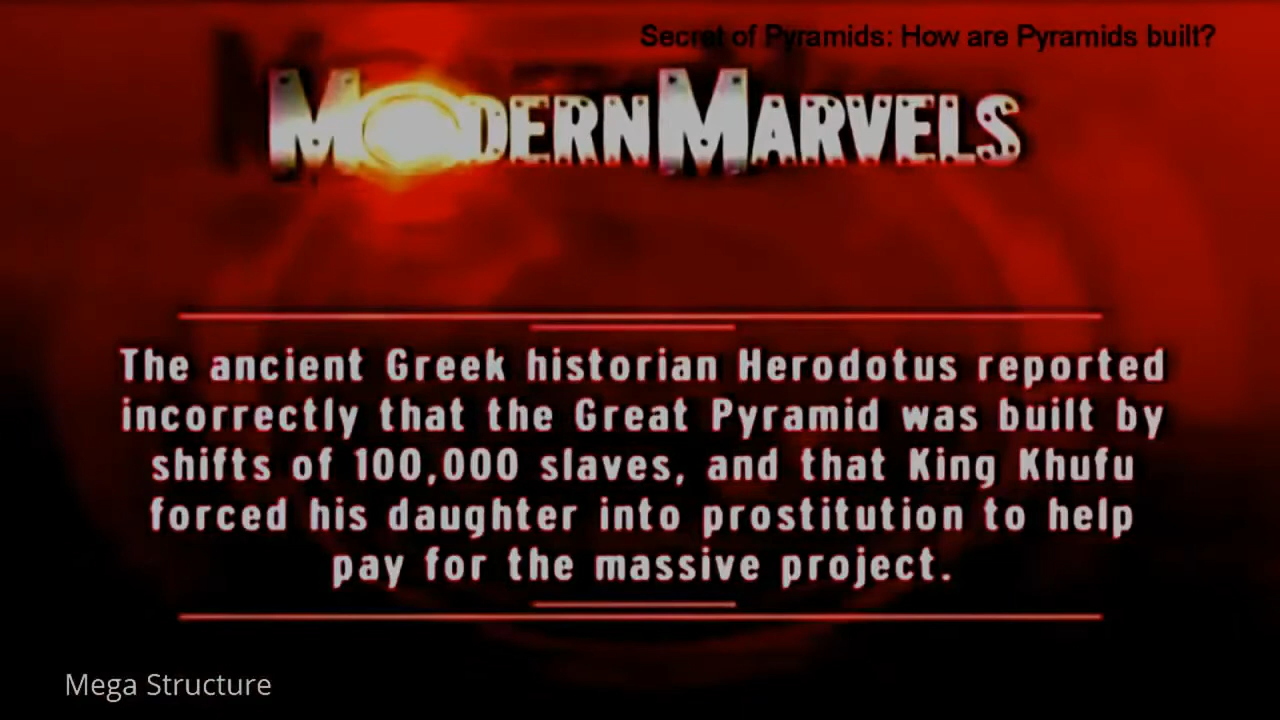 Secret of Pyramids: How are Pyramids built?
MODERN MARVELS
The ancient Greek historian Herodotus reported
incorrectly that the Great Pyramid was built by
shifts of 100,000 slaves, and that King Khufu
forced his daughter into prostitution to help
pay for the massive project.
Mega Structure